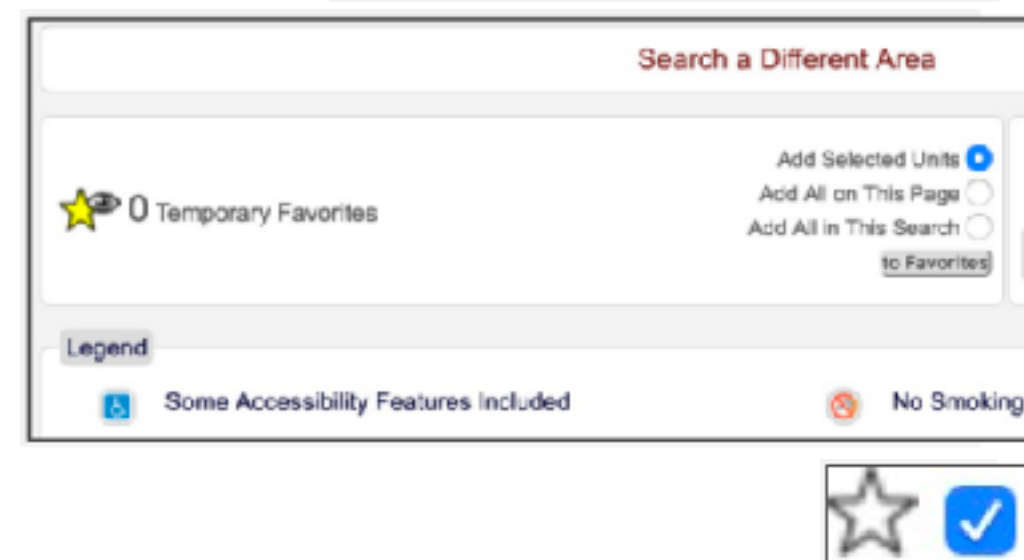 Search a Different Area
Add Selected Units
Add All on This Page
0 Temporary Favorites
Add All in This Search
to Favorites
Legend
Some Accessibility Features Included
No Smoking